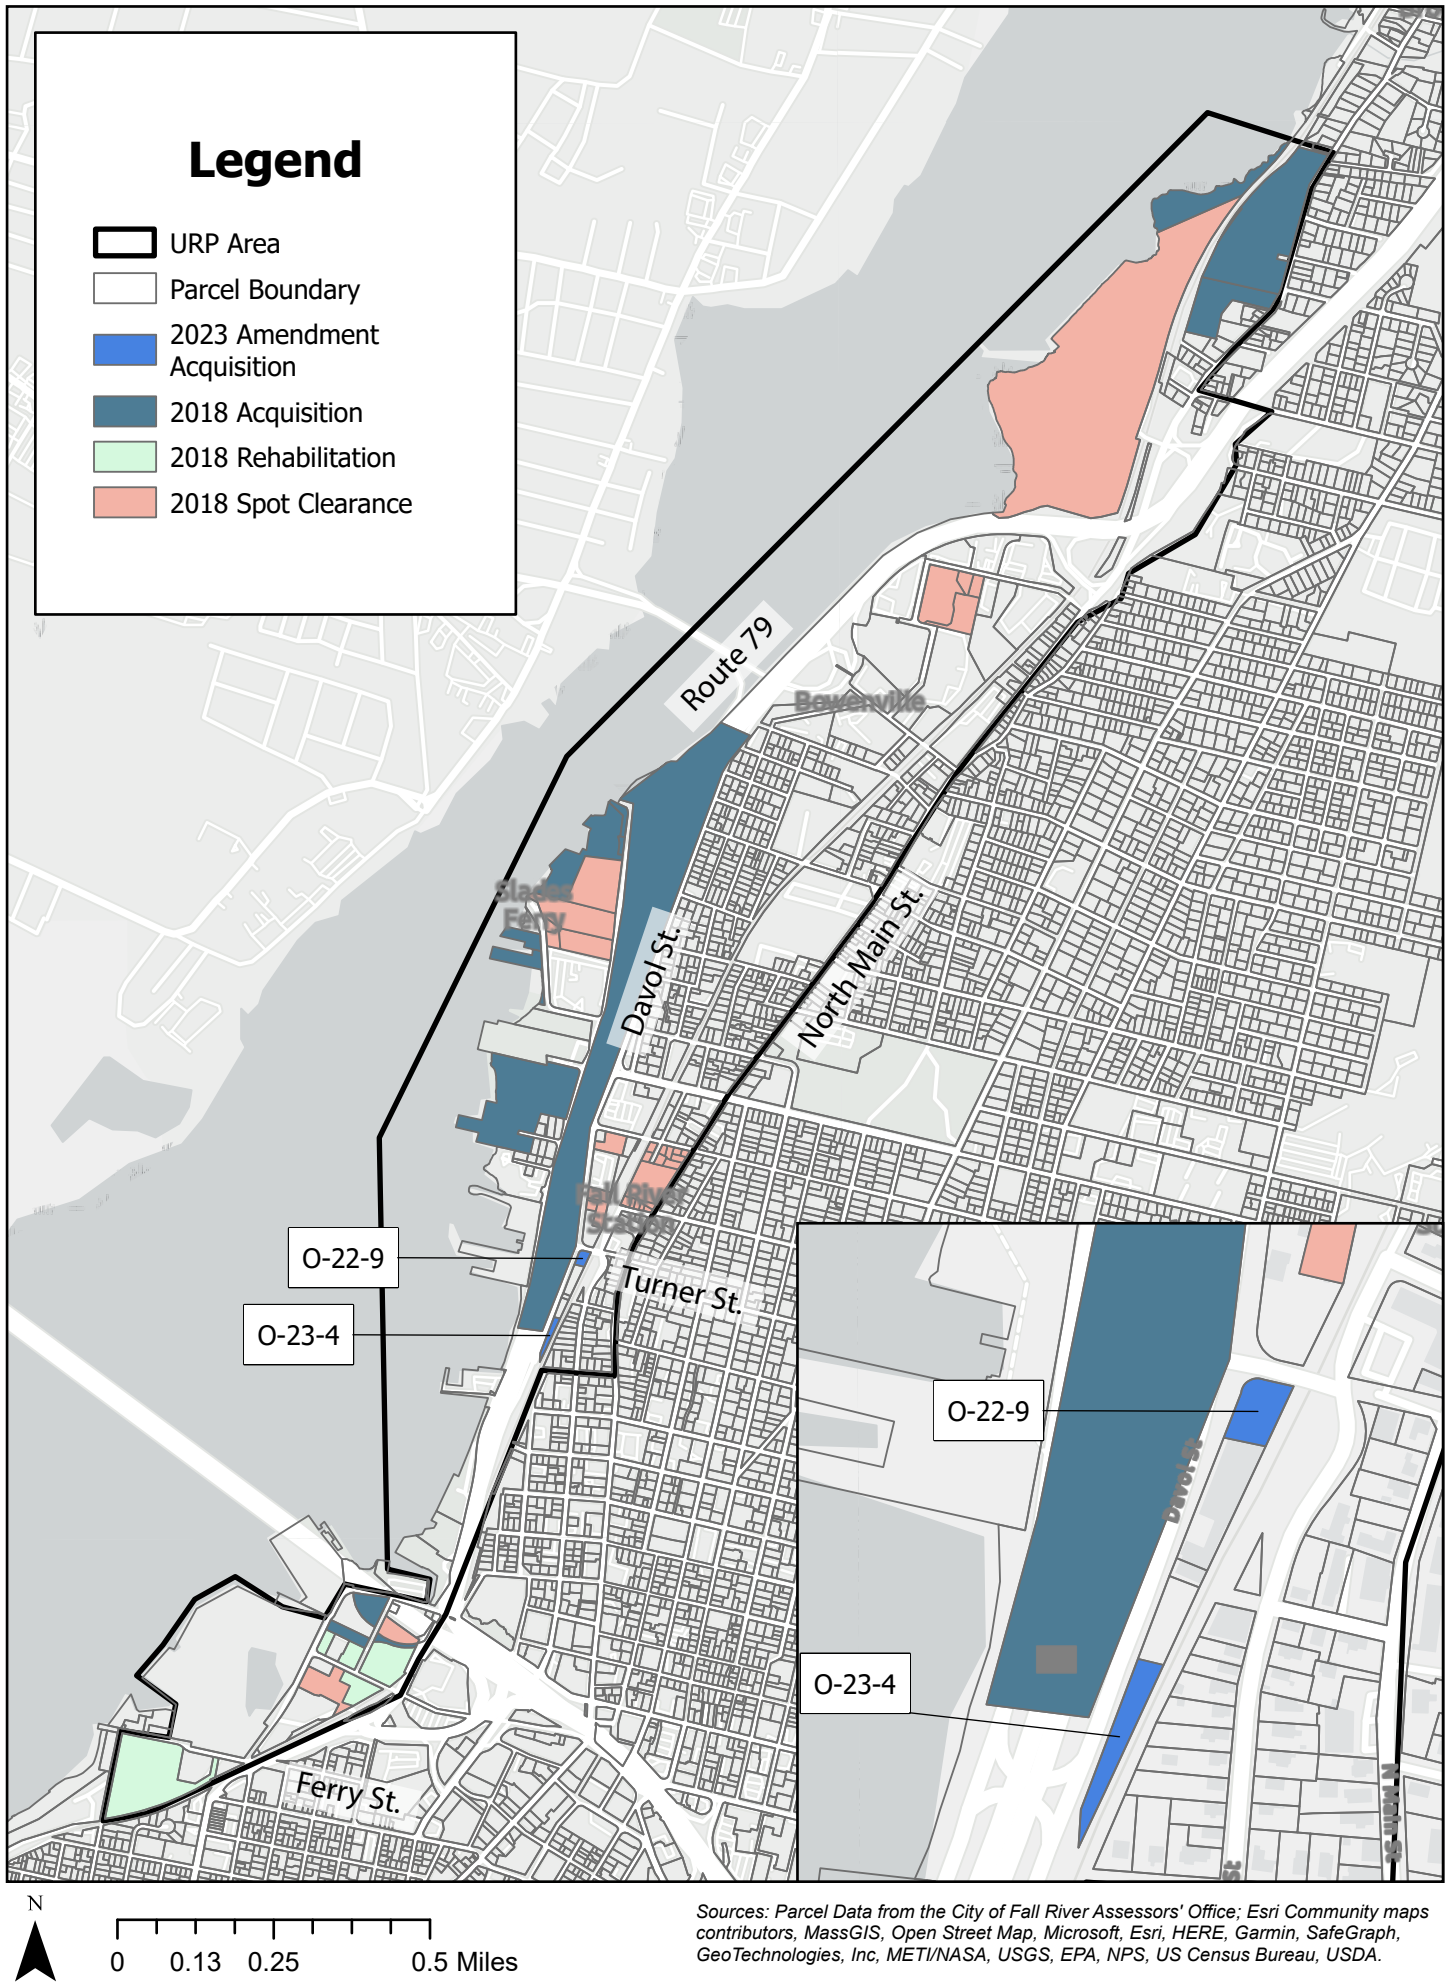 Legend
URP Area
Parcel Boundary
2023 Amendment
Acquisition
2018 Acquisition
2018 Rehabilitation
2018 Spot Clearance
Route 79
Bowenville
Slades
Ferry
Davol St.
North Main St.
Fall River
Station
O-22-9
Turner St.
O-23-4
O-22-9
Davol St
O-23-4
N Main St
St
Ferry St.
N
0 0.13 0.25 0.5 Miles
Sources: Parcel Data from the City of Fall River Assessors' Office; Esri Community maps
contributors, MassGIS, Open Street Map, Microsoft, Esri, HERE, Garmin, SafeGraph,
GeoTechnologies, Inc, METI/NASA, USGS, EPA, NPS, US Census Bureau, USDA.